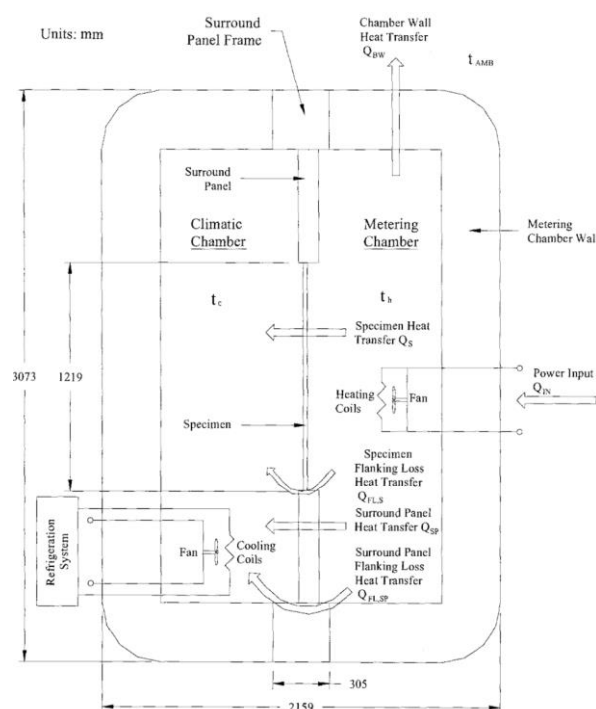 Units: mm
Surround
Panel Frame
Chamber Wall
Heat Transfer
Q_BW
t_AMB
Surround
Panel
Climatic
Chamber
Metering
Chamber
Metering
Chamber Wal
t_c
t_h
Specimen Heat
Transfer Q_S
3073
1219
Heating
Coils
Fan
Power Input
Q_IN
Specimen
Specimen
Flanking Loss
Heat Transfer
Q_FL,S
Surround Panel
Heat Transfer Q_SP
Refrigeration
System
Fan
Cooling
Coils
Surround Panel
Flanking Loss
Heat Transfer
Q_FL,SP
305
2159